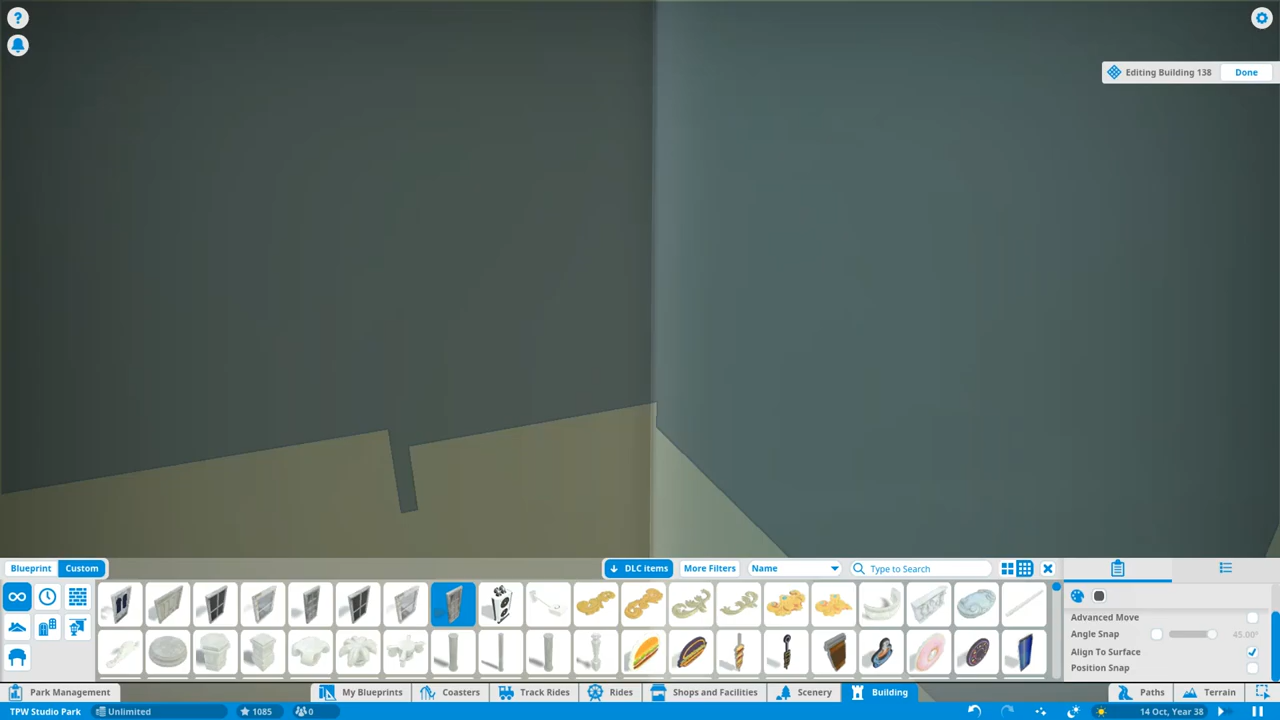 ?
Editing Building 138 Done
Blueprint Custom DLC items More Filters Name Type to Search
Advanced Move
Angle Snap 45.00°
Align To Surface
Position Snap
Park Management My Blueprints Coasters Track Rides Rides Shops and Facilities Scenery Building Paths Terrain
TPW Studio Park Unlimited 1085 0 14 Oct, Year 38